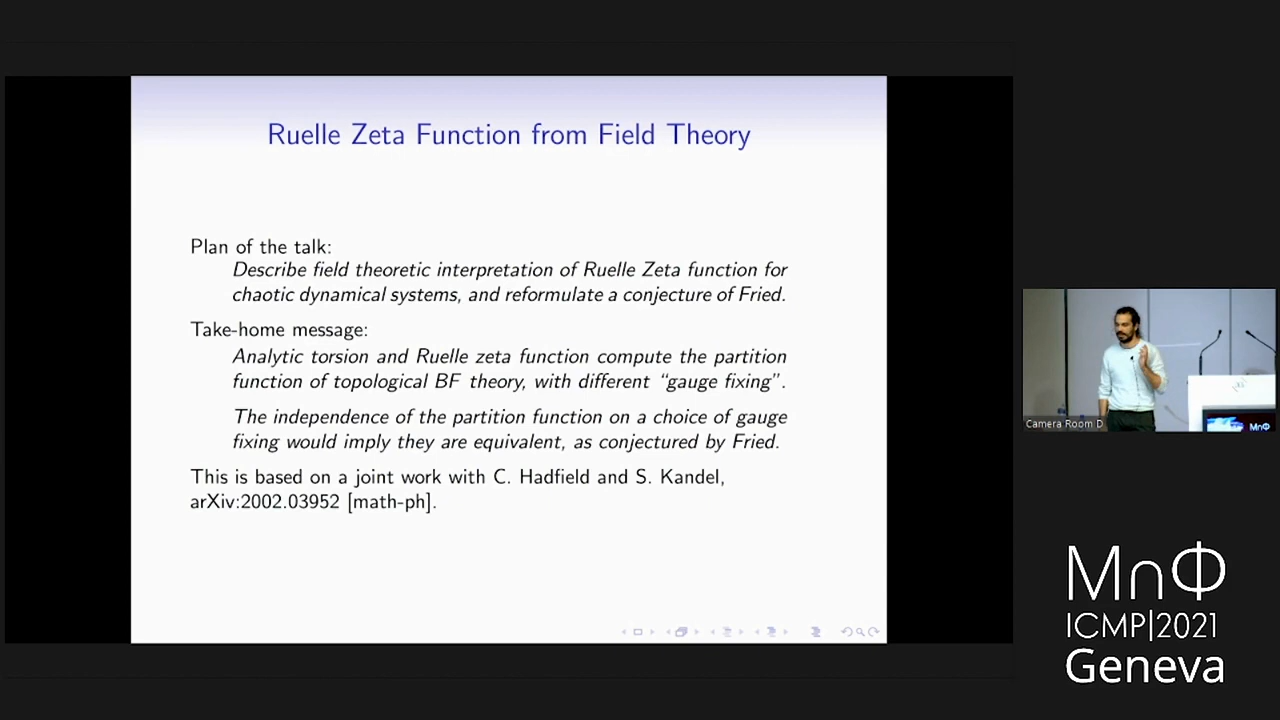 Ruelle Zeta Function from Field Theory
Plan of the talk:
Describe field theoretic interpretation of Ruelle Zeta function for
chaotic dynamical systems, and reformulate a conjecture of Fried.
Take-home message:
Analytic torsion and Ruelle zeta function compute the partition
function of topological BF theory, with different “gauge fixing”.
The independence of the partition function on a choice of gauge
fixing would imply they are equivalent, as conjectured by Fried.
This is based on a joint work with C. Hadfield and S. Kandel,
arXiv:2002.03952 [math-ph].
Camera Room D
M∩Φ
M∩Φ
ICMP|2021
Geneva